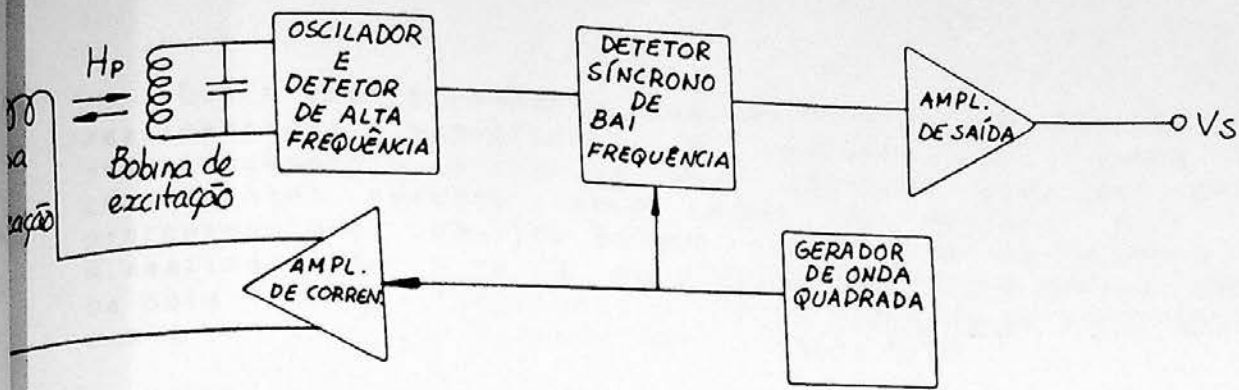 OSCILADOR
E
DETETOR
DE ALTA
FREQUÊNCIA
DETETOR
SÍNCRONO
DE
BAI
FREQUÊNCIA
AMPL.
DE SAÍDA
VS
HP
Bobina de
excitação
AMPL.
DE CORREN.
GERADOR
DE ONDA
QUADRADA